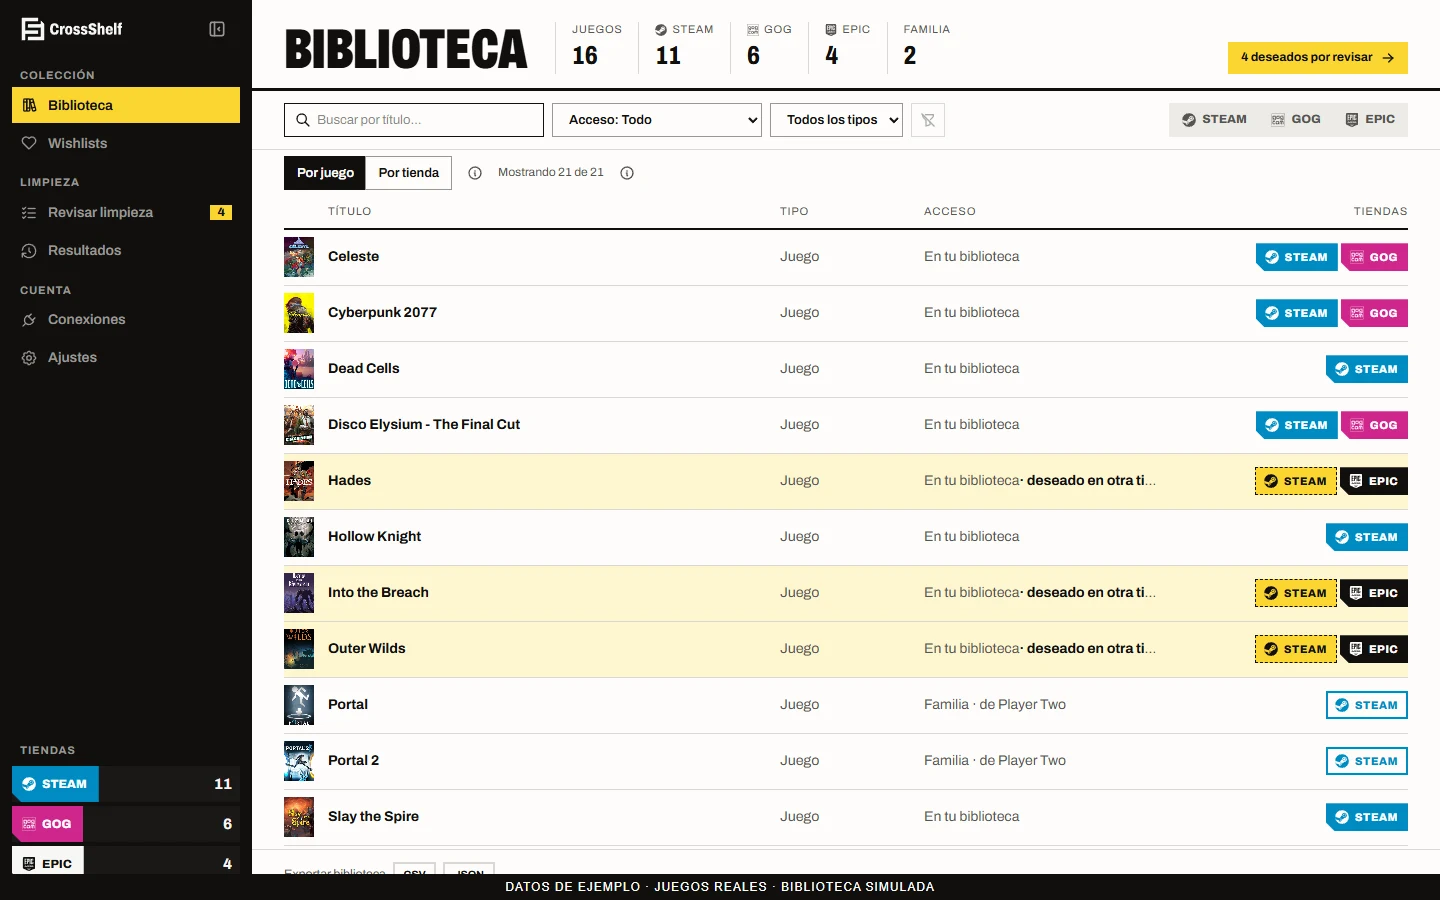 CrossShelf
COLECCIÓN
Biblioteca
Wishlists
LIMPIEZA
Revisar limpieza 4
Resultados
CUENTA
Conexiones
Ajustes
TIENDAS
STEAM 11
GOG 6
EPIC 4
BIBLIOTECA
JUEGOS 16
STEAM 11
GOG 6
EPIC 4
FAMILIA 2
4 deseados por revisar →
Buscar por título...
Acceso: Todo
Todos los tipos
STEAM GOG EPIC
Por juego Por tienda Mostrando 21 de 21
TÍTULO TIPO ACCESO TIENDAS
Celeste Juego En tu biblioteca STEAM GOG
Cyberpunk 2077 Juego En tu biblioteca STEAM GOG
Dead Cells Juego En tu biblioteca STEAM
Disco Elysium - The Final Cut Juego En tu biblioteca STEAM GOG
Hades Juego En tu biblioteca· deseado en otra ti... STEAM EPIC
Hollow Knight Juego En tu biblioteca STEAM
Into the Breach Juego En tu biblioteca· deseado en otra ti... STEAM EPIC
Outer Wilds Juego En tu biblioteca· deseado en otra ti... STEAM EPIC
Portal Juego Familia · de Player Two STEAM
Portal 2 Juego Familia · de Player Two STEAM
Slay the Spire Juego En tu biblioteca STEAM
Exportar biblioteca CSV JSON
DATOS DE EJEMPLO · JUEGOS REALES · BIBLIOTECA SIMULADA